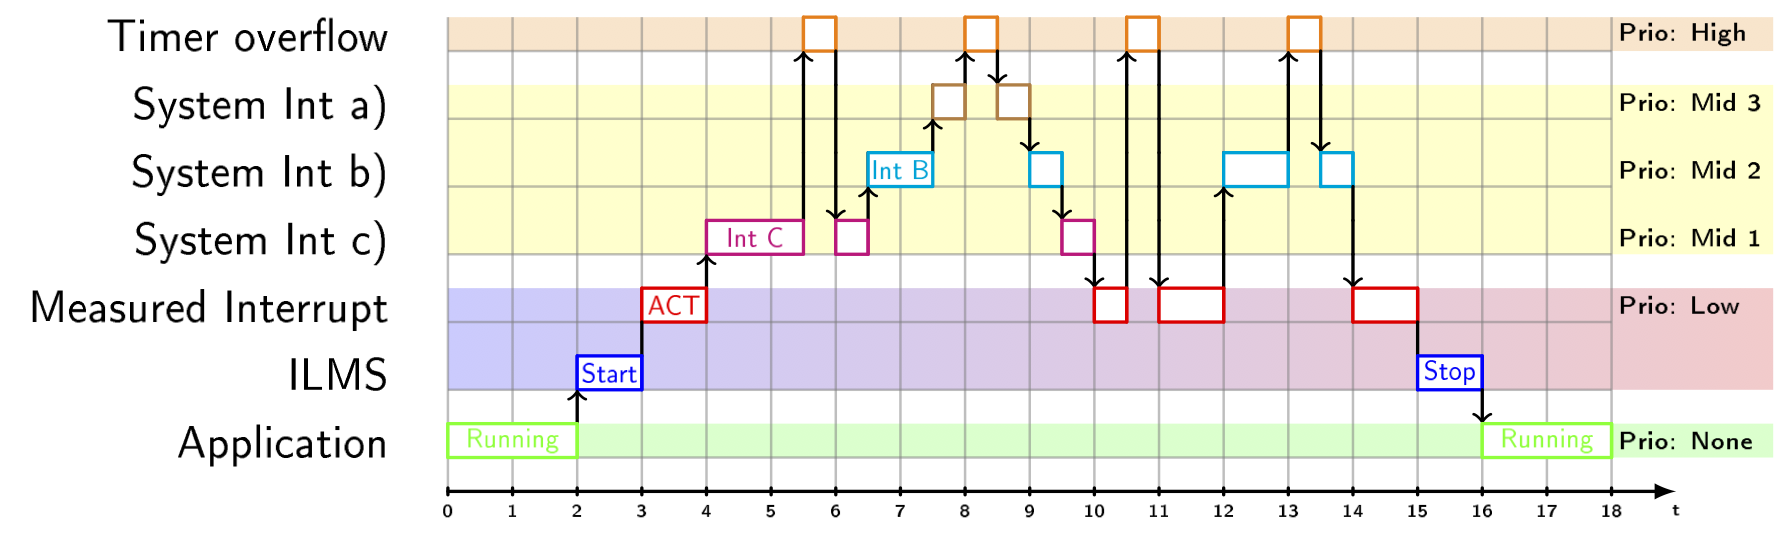 Timer overflow Prio: High
System Int a) Prio: Mid 3
System Int b) Int B Prio: Mid 2
System Int c) Int C Prio: Mid 1
Measured Interrupt ACT Prio: Low
ILMS Start Stop
Application Running Running Prio: None
0 1 2 3 4 5 6 7 8 9 10 11 12 13 14 15 16 17 18 t